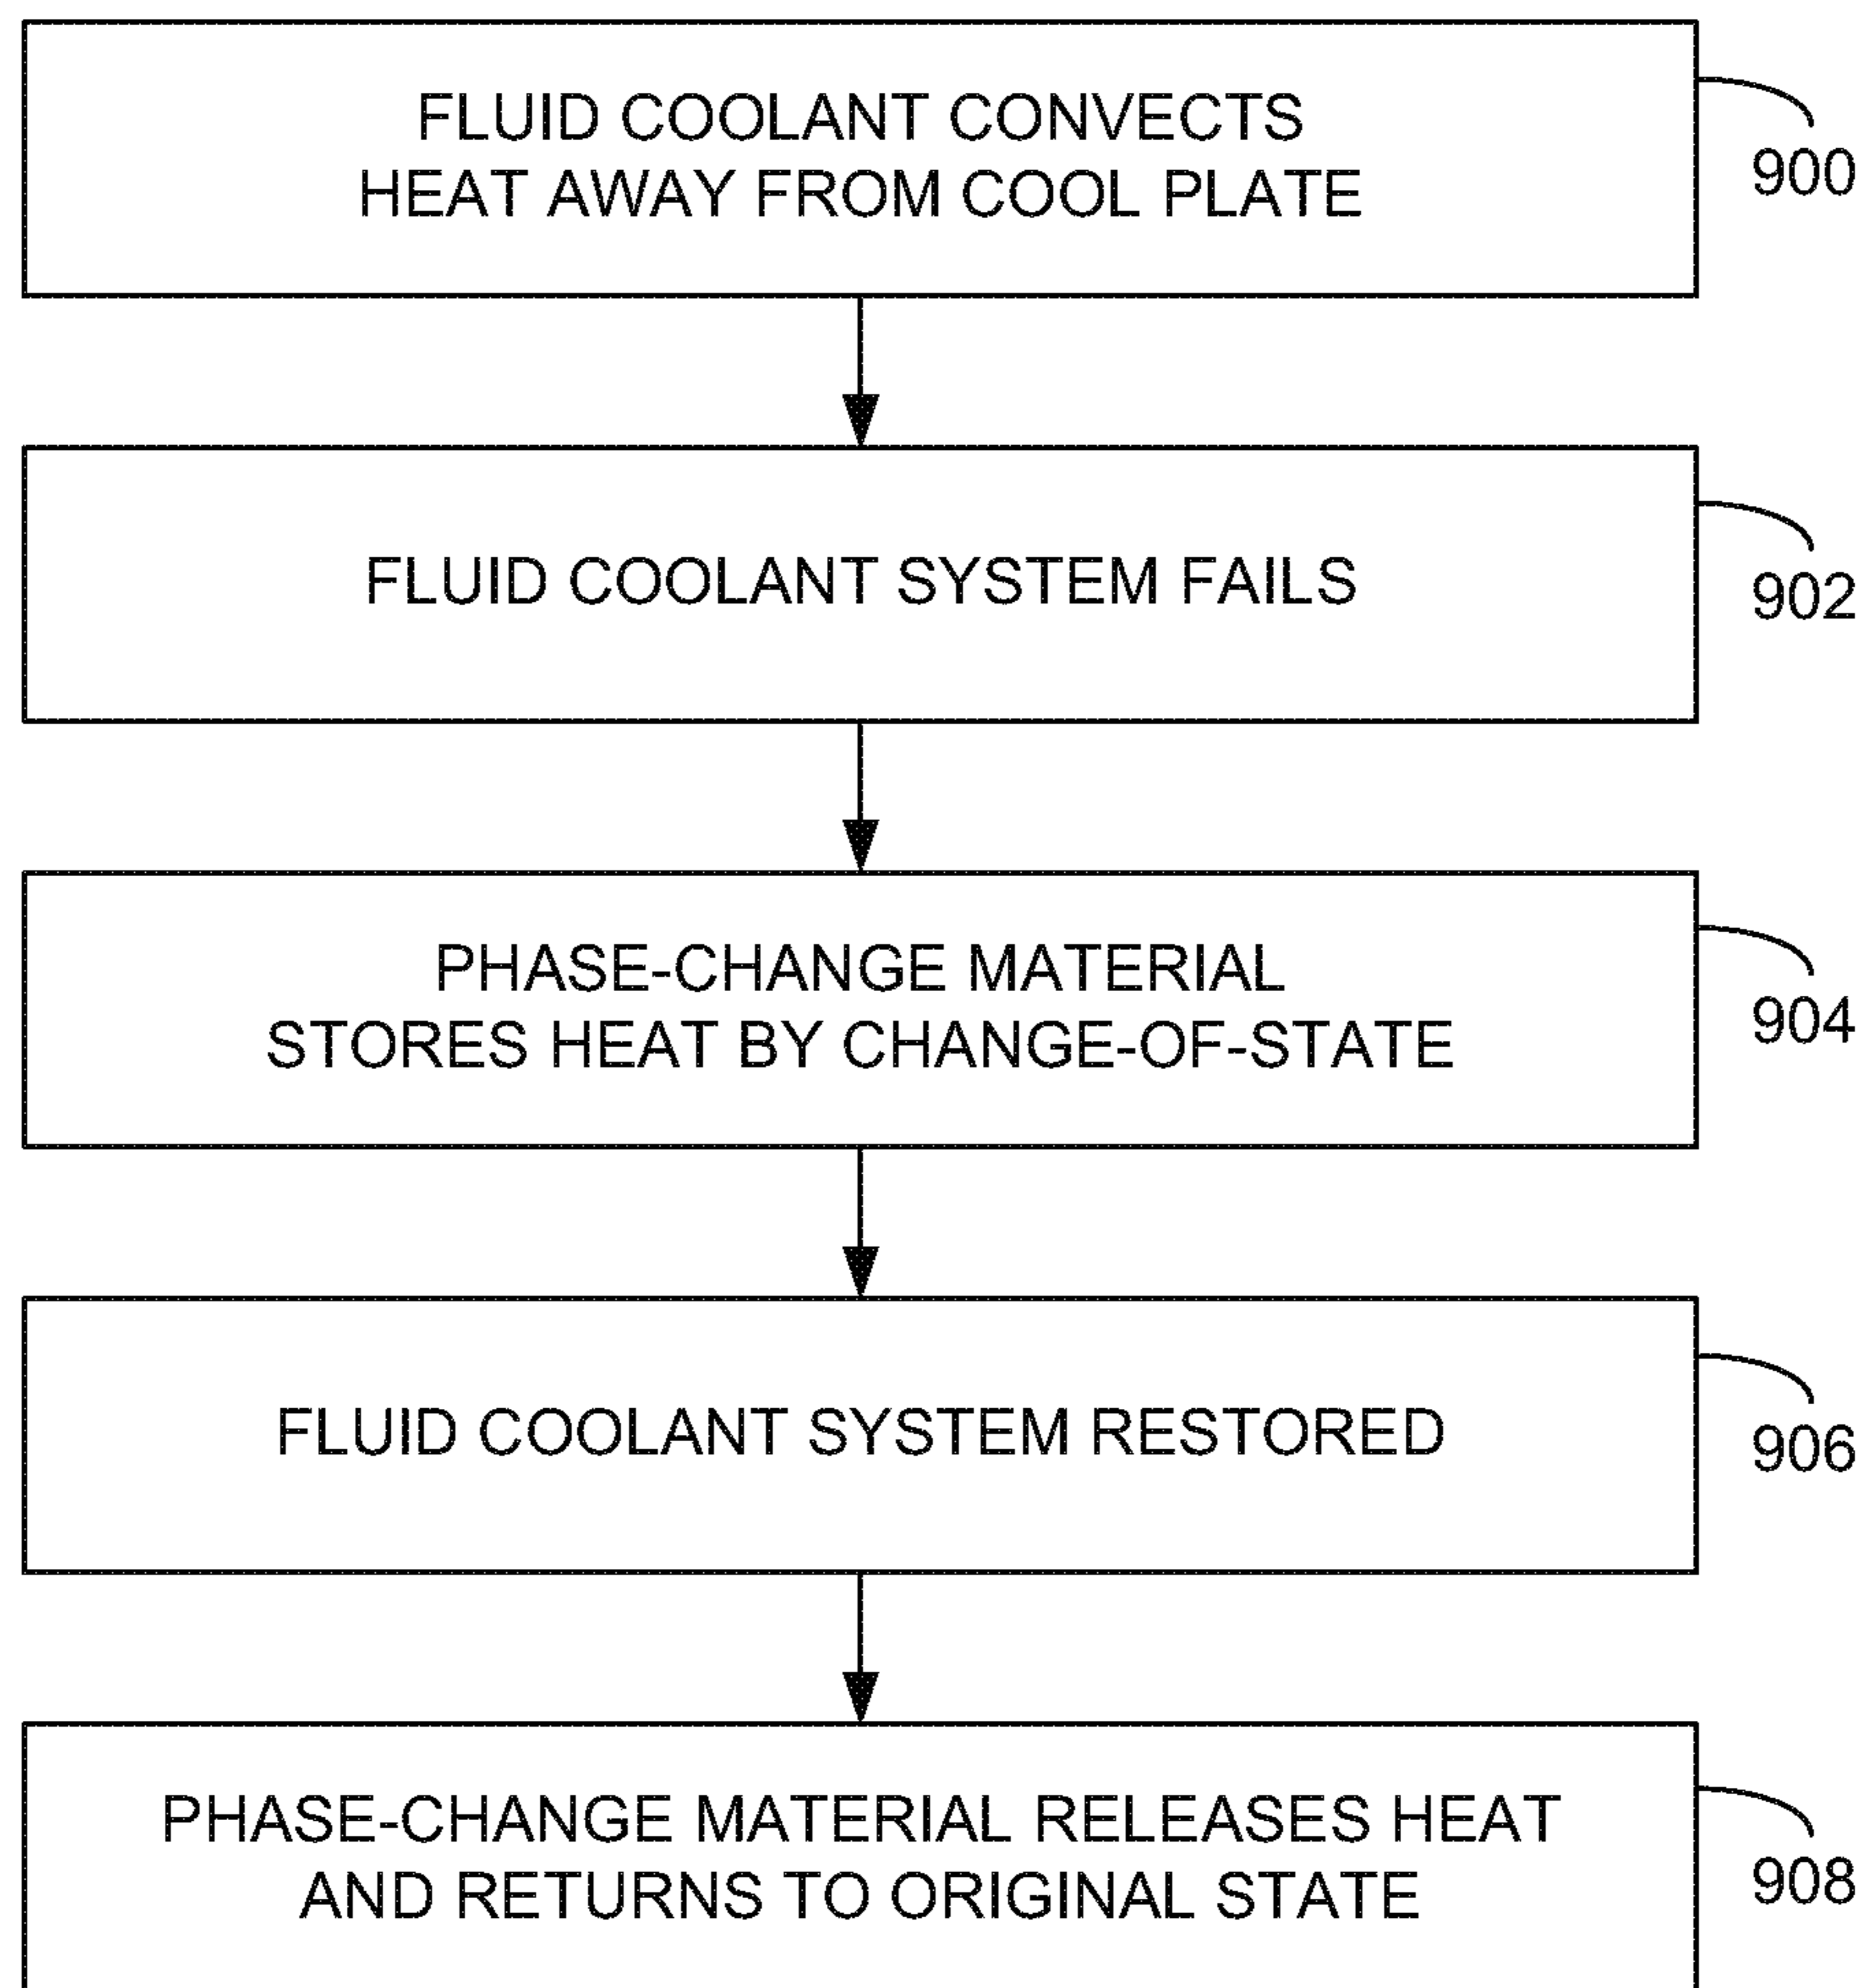 FLUID COOLANT CONVECTS
HEAT AWAY FROM COOL PLATE
900
FLUID COOLANT SYSTEM FAILS
902
PHASE-CHANGE MATERIAL
STORES HEAT BY CHANGE-OF-STATE
904
FLUID COOLANT SYSTEM RESTORED
906
PHASE-CHANGE MATERIAL RELEASES HEAT
AND RETURNS TO ORIGINAL STATE
908